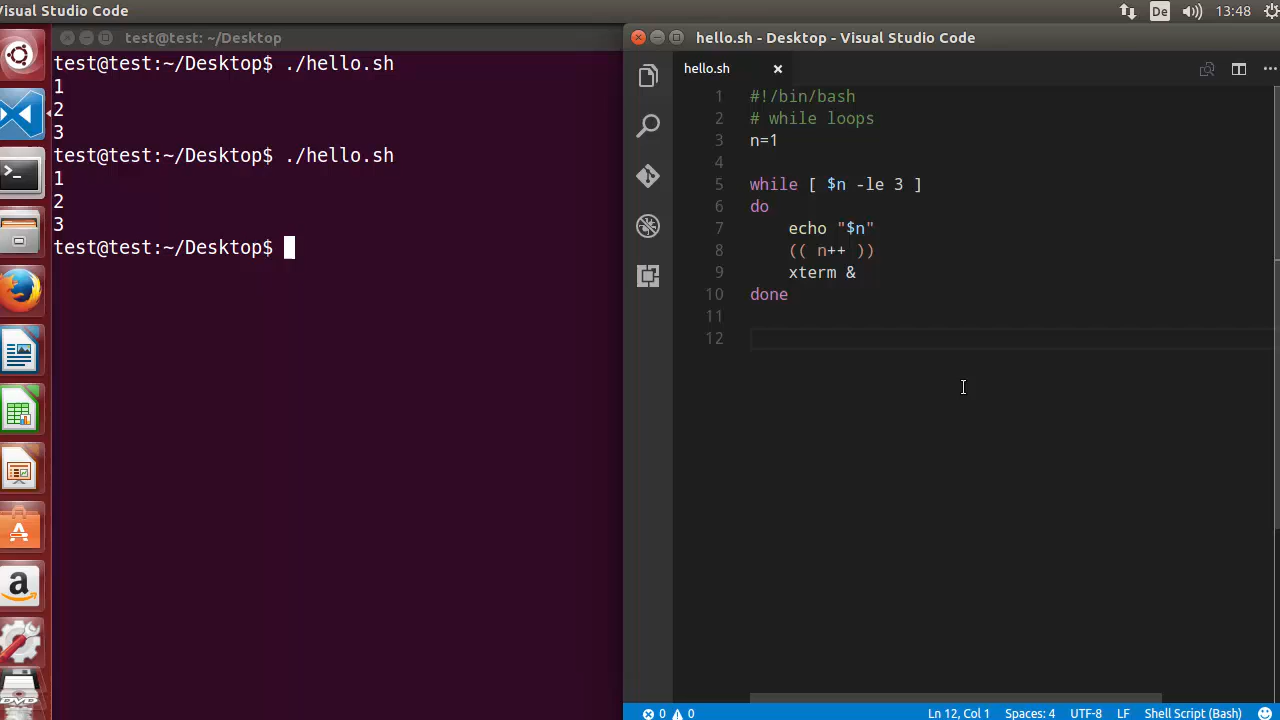 Visual Studio Code
De
13:48
test@test: ~/Desktop
test@test:~/Desktop$ ./hello.sh
1
2
3
test@test:~/Desktop$ ./hello.sh
1
2
3
test@test:~/Desktop$
hello.sh - Desktop - Visual Studio Code
hello.sh
1 #!/bin/bash
2 # while loops
3 n=1
4
5 while [ $n -le 3 ]
6 do
7     echo "$n"
8     (( n++ ))
9     xterm &
10 done
11
12
0 0 Ln 12, Col 1 Spaces: 4 UTF-8 LF Shell Script (Bash)